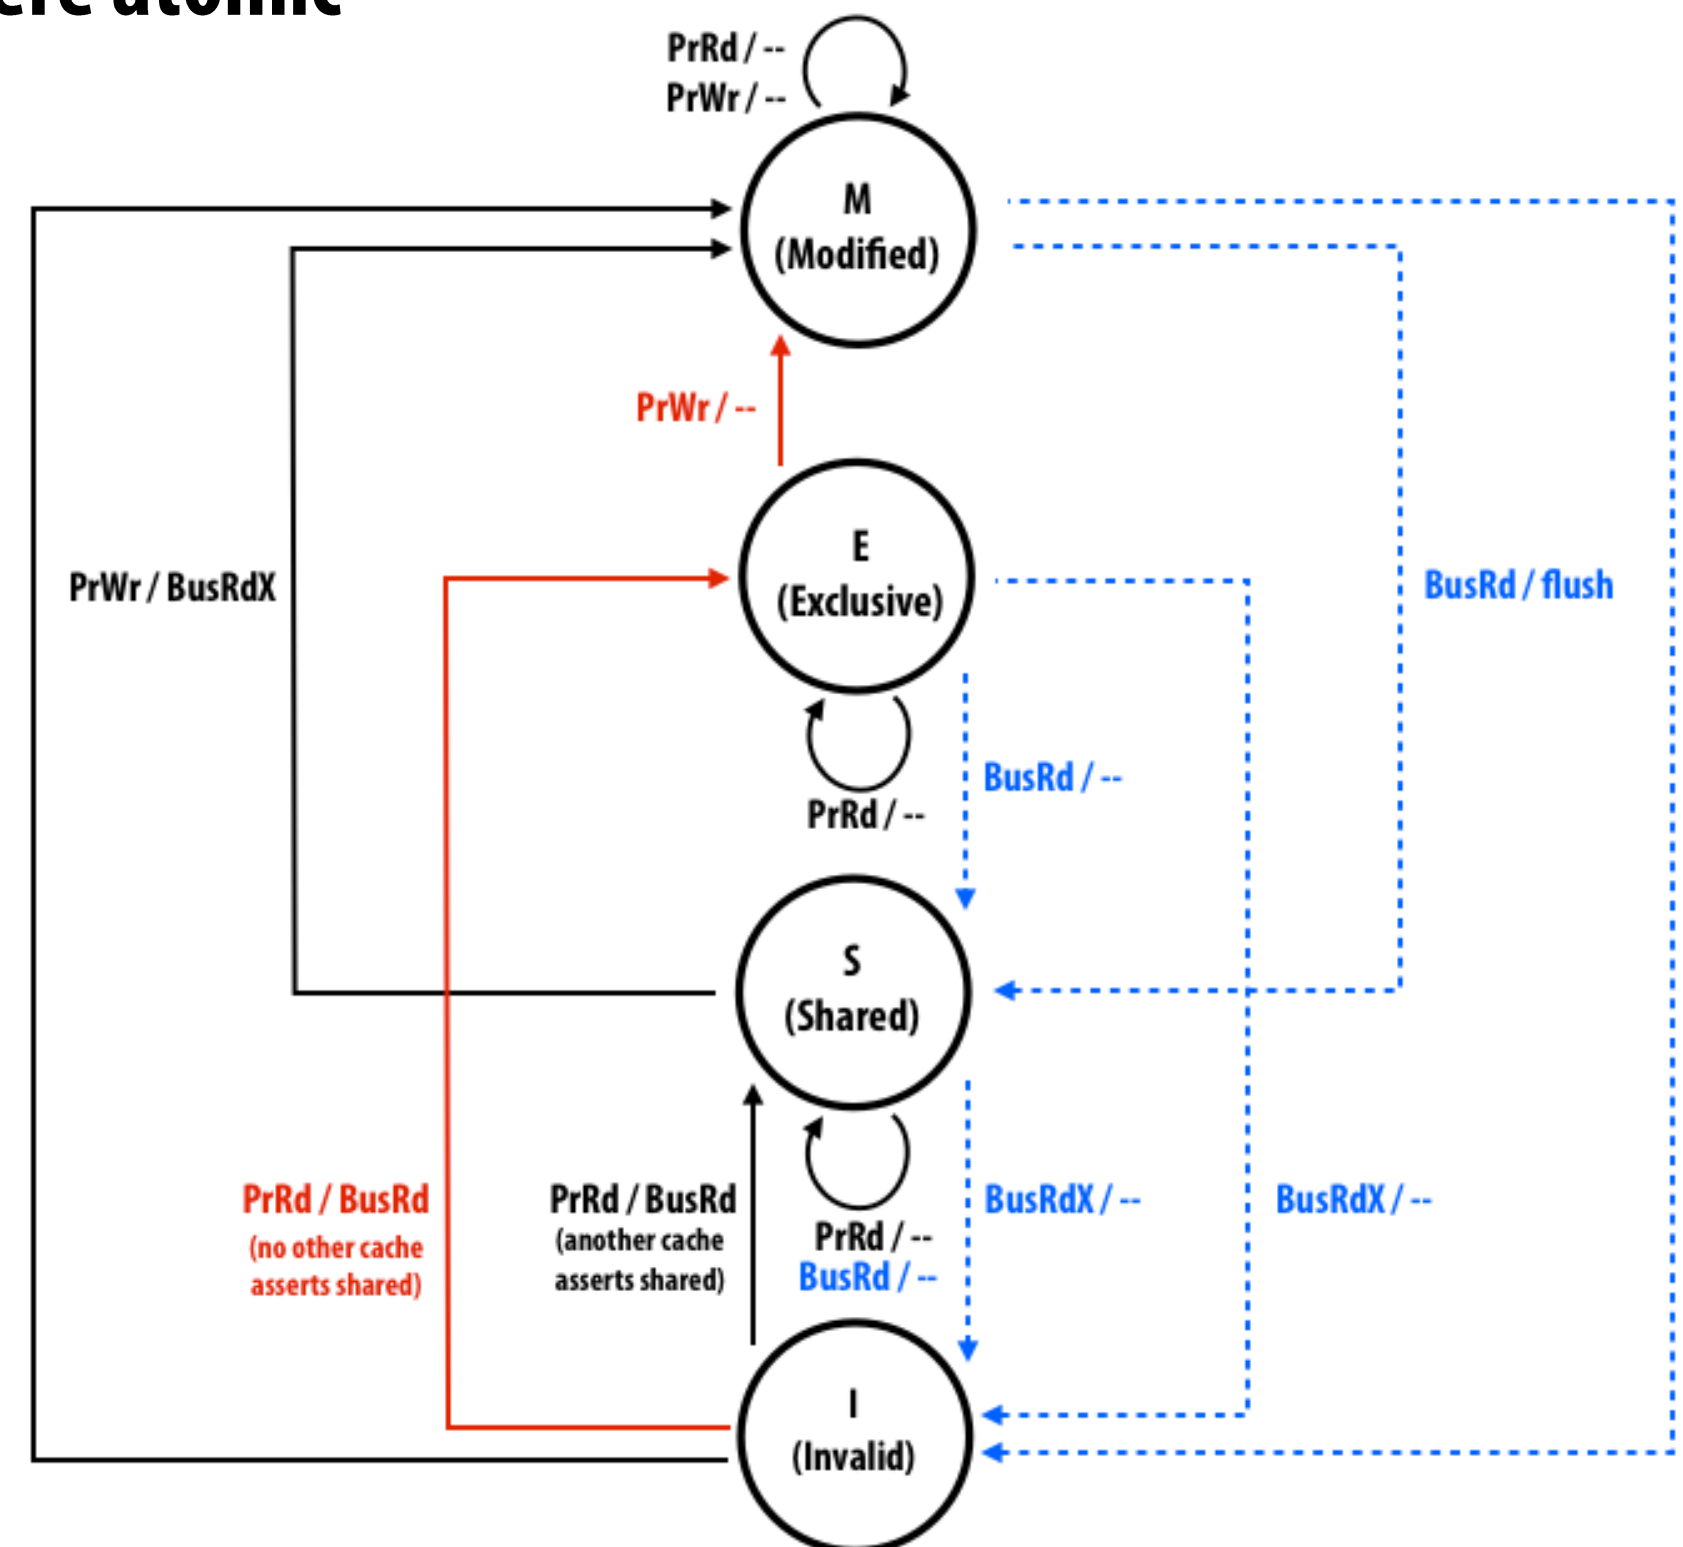 atomic
PrRd / --
PrWr / --
M
(Modified)
PrWr / --
E
(Exclusive)
PrWr / BusRdX
BusRd / flush
BusRd / --
PrRd / --
S
(Shared)
PrRd / BusRd
(no other cache
asserts shared)
PrRd / BusRd
(another cache
asserts shared)
PrRd / --
BusRd / --
BusRdX / --
BusRdX / --
I
(Invalid)